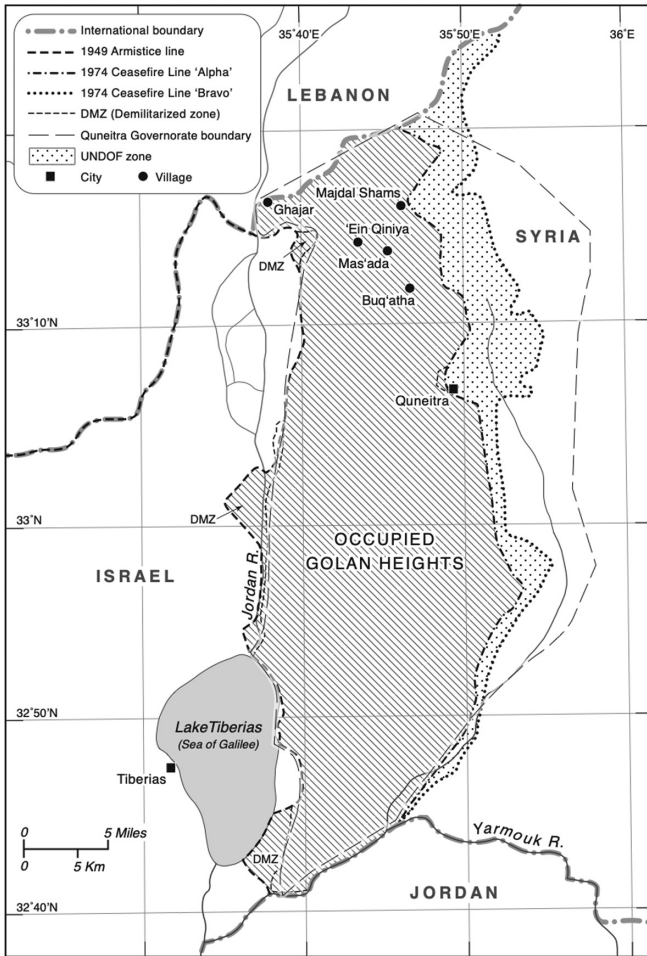 International boundary
1949 Armistice line
1974 Ceasefire Line ‘Alpha’
1974 Ceasefire Line ‘Bravo’
DMZ (Demilitarized zone)
Quneitra Governorate boundary
UNDOF zone
City
Village
35°40'E
35°50'E
36°E
LEBANON
Majdal Shams
Ghajar
'Ein Qiniya
SYRIA
DMZ
Mas'ada
Buq'atha
33°10'N
Quneitra
DMZ
33°N
OCCUPIED
GOLAN HEIGHTS
ISRAEL
Jordan R.
32°50'N
Lake Tiberias
(Sea of Galilee)
Tiberias
0 5 Miles
0 5 Km
Yarmouk R.
DMZ
JORDAN
32°40'N